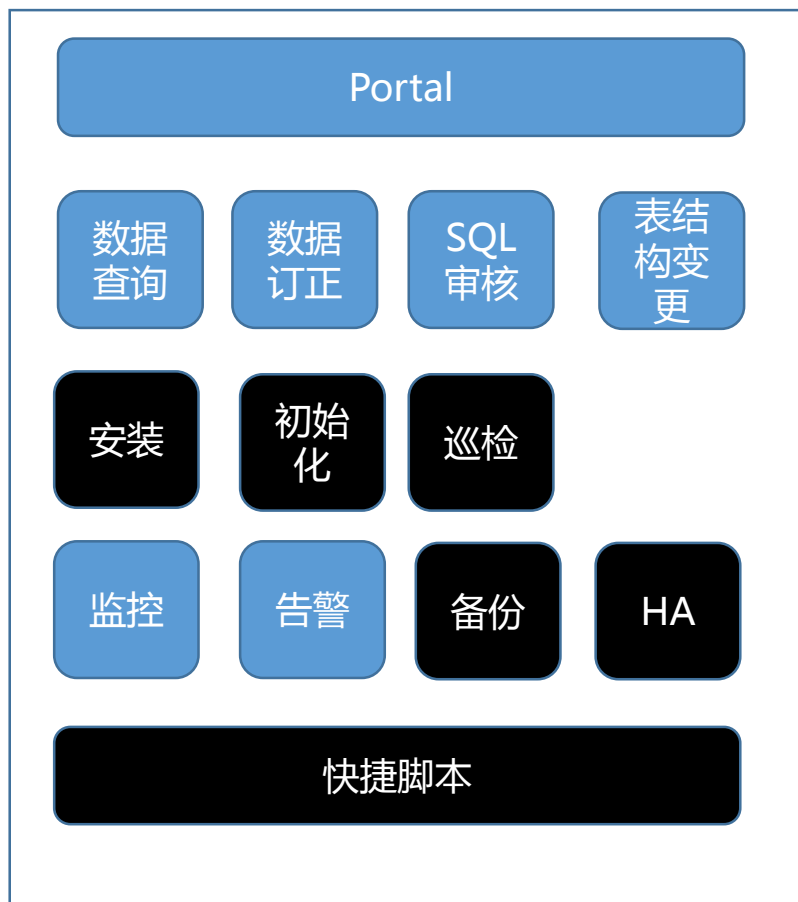 Portal
数据
查询
数据
订正
SQL
审核
表结
构变
更
安装
初始
化
巡检
监控
告警
备份
HA
快捷脚本